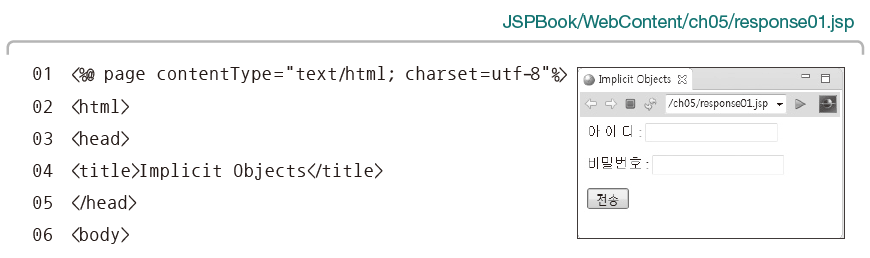 JSPBook/WebContent/ch05/response01.jsp
01 <%@ page contentType="text/html; charset=utf-8"%>
02 <html>
03 <head>
04 <title>Implicit Objects</title>
05 </head>
06 <body>
Implicit Objects
/ch05/response01.jsp
아 이 디 :
비밀번호 :
전송